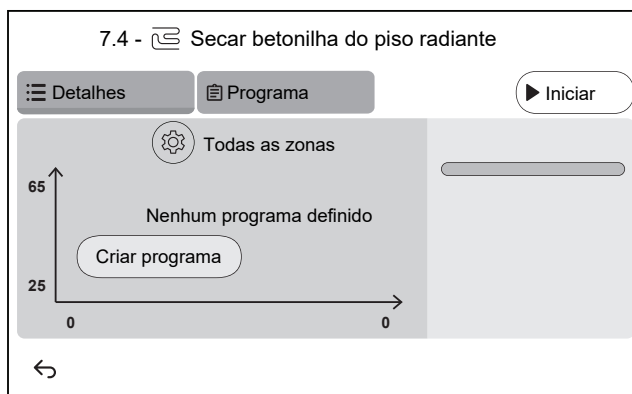 7.4 - Secar betonilha do piso radiante
Detalhes
Programa
Iniciar
Todas as zonas
65
Nenhum programa definido
Criar programa
25
0
0